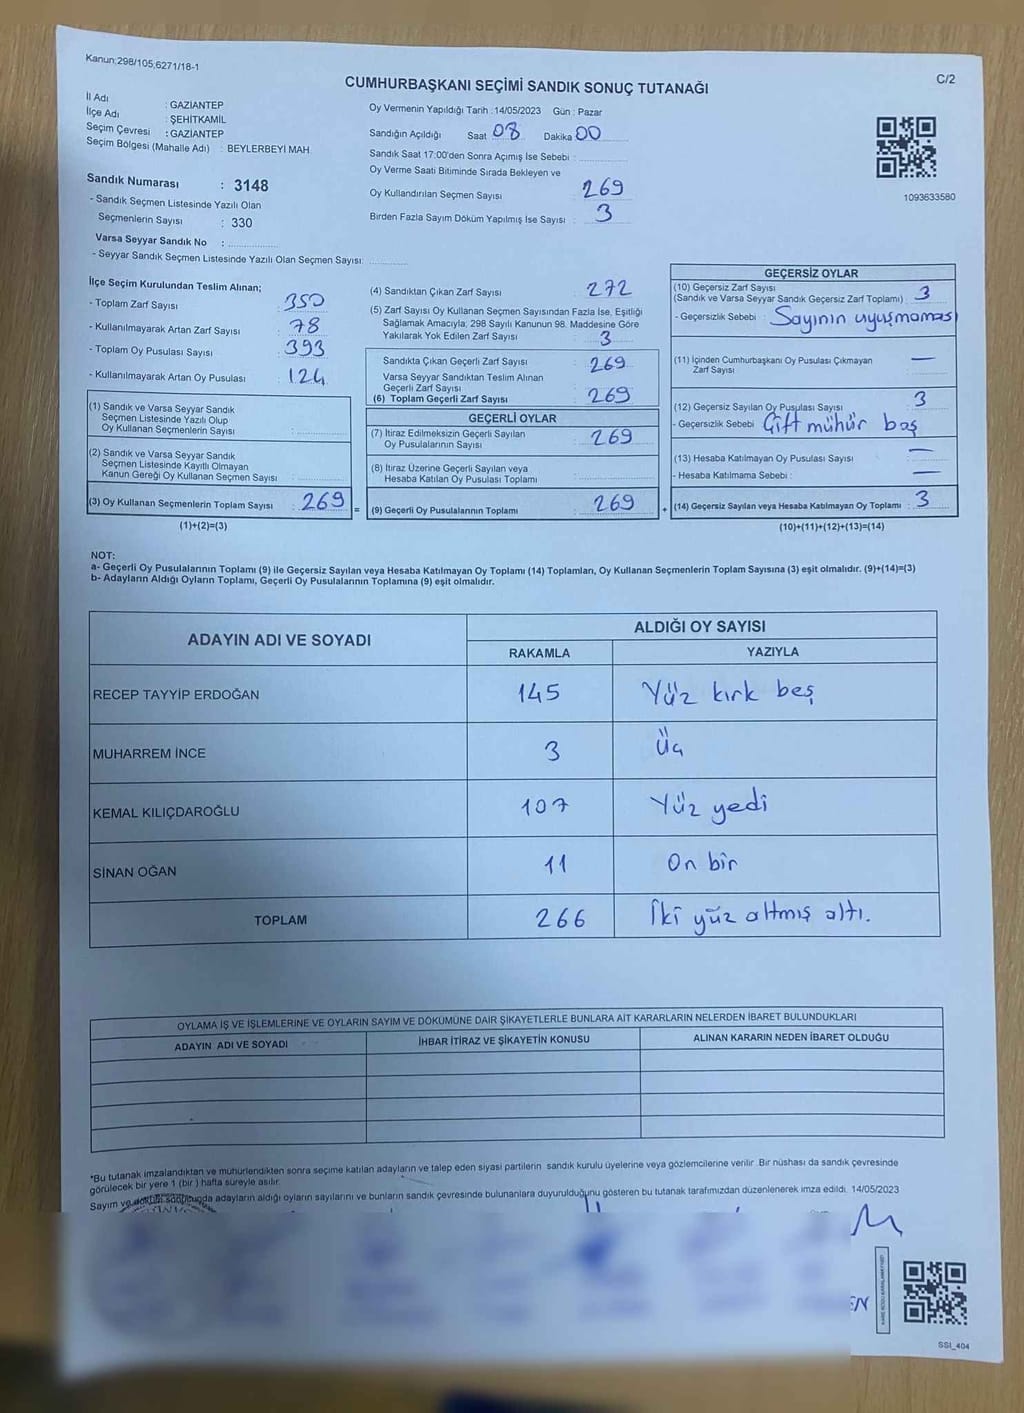 Kanun:298/105,6271/18-1
C/2
CUMHURBAŞKANI SEÇİMİ SANDIK SONUÇ TUTANAĞI
İl Adı : GAZİANTEP
İlçe Adı : ŞEHİTKAMİL
Seçim Çevresi : GAZİANTEP
Seçim Bölgesi (Mahalle Adı) : BEYLERBEYİ MAH.
Sandık Numarası : 3148
- Sandık Seçmen Listesinde Yazılı Olan
Seçmenlerin Sayısı : 330
Varsa Seyyar Sandık No :
- Seyyar Sandık Seçmen Listesinde Yazılı Olan Seçmen Sayısı:
Oy Vermenin Yapıldığı Tarih : 14/05/2023 Gün : Pazar
Sandığın Açıldığı Saat 08 Dakika 00
Sandık Saat 17:00'den Sonra Açımış İse Sebebi :
Oy Verme Saati Bitiminde Sırada Bekleyen ve
Oy Kullandırılan Seçmen Sayısı 269
Birden Fazla Sayım Döküm Yapılmış İse Sayısı : 3
1093633580
İlçe Seçim Kurulundan Teslim Alınan;
- Toplam Zarf Sayısı : 350
- Kullanılmayarak Artan Zarf Sayısı : 78
- Toplam Oy Pusulası Sayısı : 393
- Kullanılmayarak Artan Oy Pusulası : 124
(1) Sandık ve Varsa Seyyar Sandık
Seçmen Listesinde Yazılı Olup
Oy Kullanan Seçmenlerin Sayısı :
(2) Sandık ve Varsa Seyyar Sandık
Seçmen Listesinde Kayıtlı Olmayan
Kanun Gereği Oy Kullanan Seçmen Sayısı :
(3) Oy Kullanan Seçmenlerin Toplam Sayısı : 269 =
(1)+(2)=(3)
(4) Sandıktan Çıkan Zarf Sayısı : 272
(5) Zarf Sayısı Oy Kullanan Seçmen Sayısından Fazla İse, Eşitliği
Sağlamak Amacıyla, 298 Sayılı Kanunun 98. Maddesine Göre
Yakılarak Yok Edilen Zarf Sayısı : 3
Sandıkta Çıkan Geçerli Zarf Sayısı : 269
Varsa Seyyar Sandıktan Teslim Alınan
Geçerli Zarf Sayısı
(6) Toplam Geçerli Zarf Sayısı : 269
GEÇERLİ OYLAR
(7) İtiraz Edilmeksizin Geçerli Sayılan
Oy Pusulalarının Sayısı : 269
(8) İtiraz Üzerine Geçerli Sayılan veya
Hesaba Katılan Oy Pusulası Toplamı :
(9) Geçerli Oy Pusulalarının Toplamı : 269 +
GEÇERSİZ OYLAR
(10) Geçersiz Zarf Sayısı
(Sandık ve Varsa Seyyar Sandık Geçersiz Zarf Toplamı) : 3
- Geçersizlik Sebebi : Sayının uyuşmaması
(11) İçinden Cumhurbaşkanı Oy Pusulası Çıkmayan
Zarf Sayısı : —
(12) Geçersiz Sayılan Oy Pusulası Sayısı : 3
- Geçersizlik Sebebi Çift mühür baş
(13) Hesaba Katılmayan Oy Pusulası Sayısı : —
- Hesaba Katılmama Sebebi : —
(14) Geçersiz Sayılan veya Hesaba Katılmayan Oy Toplamı : 3
(10)+(11)+(12)+(13)=(14)
NOT:
a- Geçerli Oy Pusulalarının Toplamı (9) ile Geçersiz Sayılan veya Hesaba Katılmayan Oy Toplamı (14) Toplamları, Oy Kullanan Seçmenlerin Toplam Sayısına (3) eşit olmalıdır. (9)+(14)=(3)
b- Adayların Aldığı Oyların Toplamı, Geçerli Oy Pusulalarının Toplamına (9) eşit olmalıdır.
ADAYIN ADI VE SOYADI
ALDIĞI OY SAYISI
RAKAMLA YAZIYLA
RECEP TAYYİP ERDOĞAN 145 Yüz kırk beş
MUHARREM İNCE 3 Üç
KEMAL KILIÇDAROĞLU 107 Yüz yedi
SİNAN OĞAN 11 On bir
TOPLAM 266 İki yüz altmış altı.
OYLAMA İŞ VE İŞLEMLERİNE VE OYLARIN SAYIM VE DÖKÜMÜNE DAİR ŞİKAYETLERLE BUNLARA AİT KARARLARIN NELERDEN İBARET BULUNDUKLARI
ADAYIN ADI VE SOYADI İHBAR İTİRAZ VE ŞİKAYETİN KONUSU ALINAN KARARIN NEDEN İBARET OLDUĞU
*Bu tutanak imzalandıktan ve mühürlendikten sonra seçime katılan adayların ve talep eden siyasi partilerin sandık kurulu üyelerine veya gözlemcilerine verilir. Bir nüshası da sandık çevresinde
görülecek bir yere 1 (bir) hafta süreyle asılır.
Sayım ve döküm sonucunda adayların aldığı oyların sayılarını ve bunların sandık çevresinde bulunanlara duyurulduğunu gösteren bu tutanak tarafımızdan düzenlenerek imza edildi. 14/05/2023
EN
SSI_404